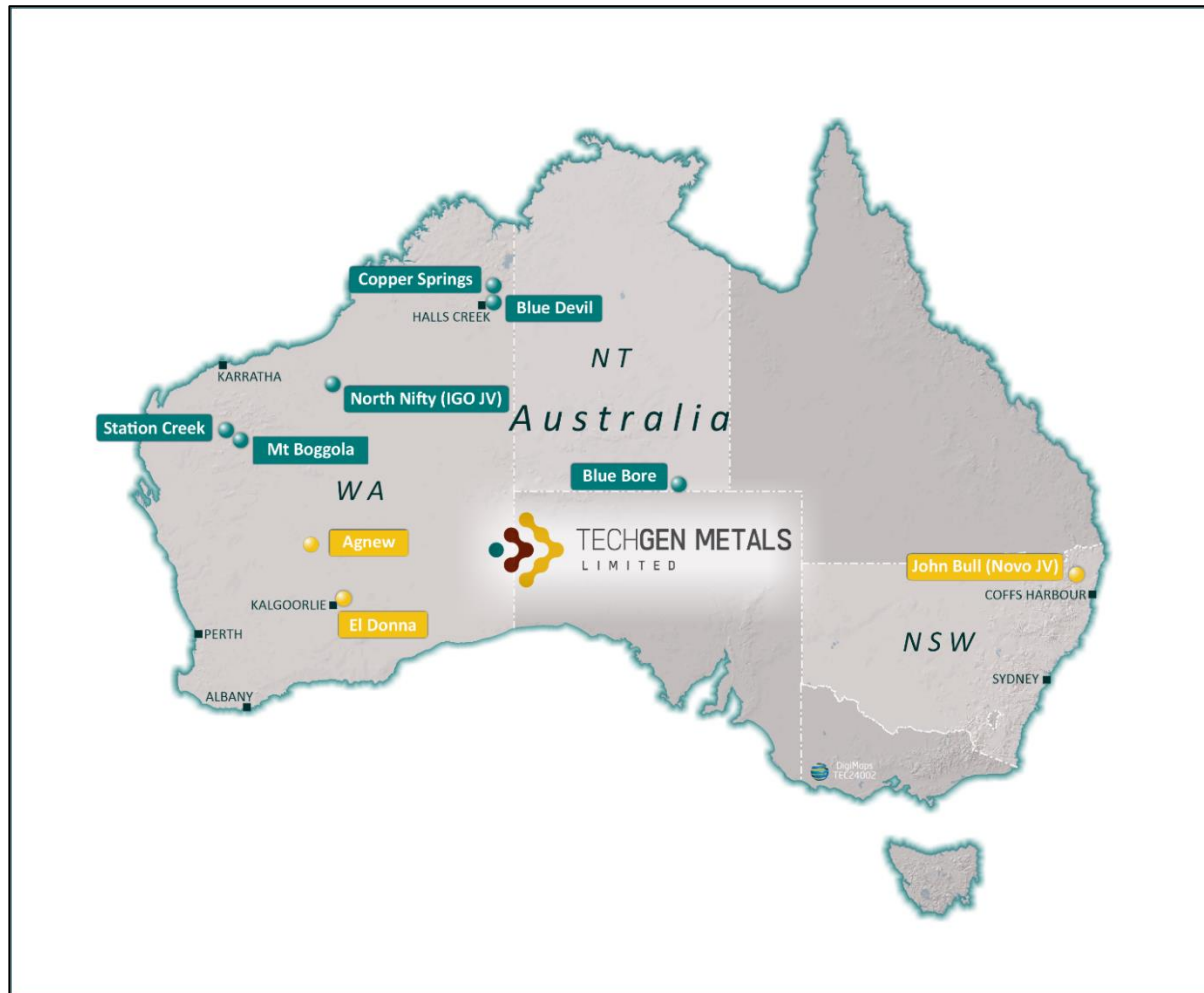 Copper Springs
HALLS CREEK
Blue Devil
NT
KARRATHA
North Nifty (IGO JV)
Australia
Station Creek
Mt Boggola
Blue Bore
WA
TECHGEN METALS
LIMITED
Agnew
John Bull (Novo JV)
COFFS HARBOUR
KALGOORLIE
El Donna
PERTH
NSW
SYDNEY
ALBANY
DigiMaps
TEC24002